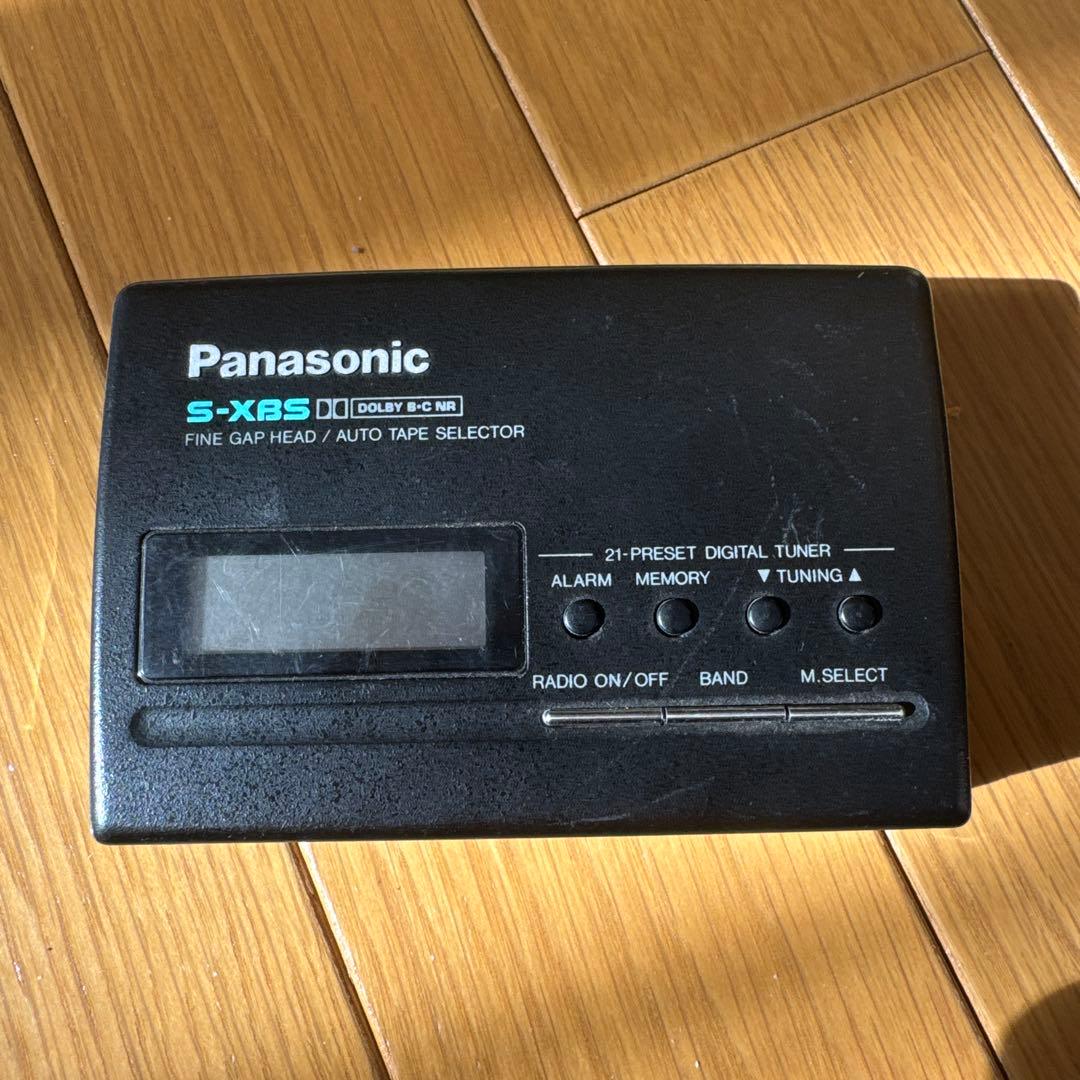 Panasonic
S-XBS DOLBY B•C NR
FINE GAP HEAD / AUTO TAPE SELECTOR
21-PRESET DIGITAL TUNER
ALARM MEMORY ▼ TUNING ▲
RADIO ON/OFF BAND M.SELECT